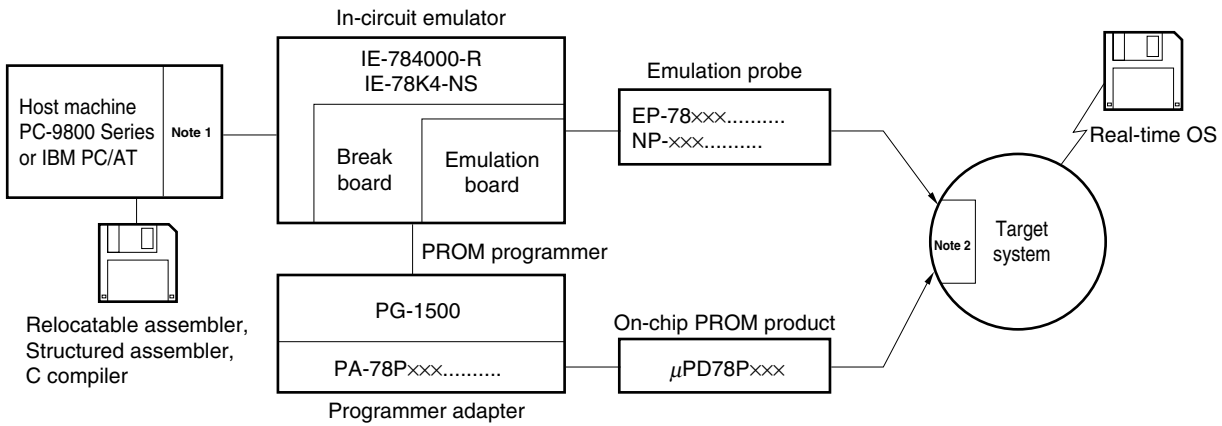 In-circuit emulator
IE-784000-R
IE-78K4-NS
Break
board
Emulation
board
Host machine
PC-9800 Series
or IBM PC/AT
Note 1
Relocatable assembler,
Structured assembler,
C compiler
PROM programmer
PG-1500
PA-78P×××..........
Programmer adapter
Emulation probe
EP-78×××..........
NP-×××..........
On-chip PROM product
μPD78P×××
Note 2
Target
system
Real-time OS